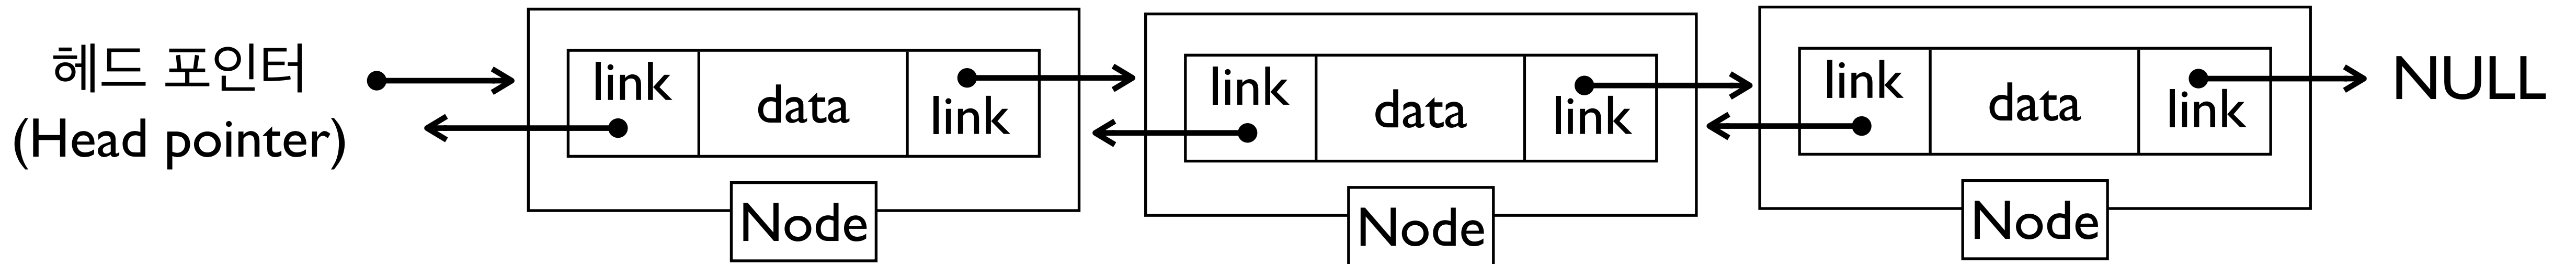 헤드 포인터
(Head pointer)
link
data
link
Node
link
data
link
Node
link
data
link
Node
NULL